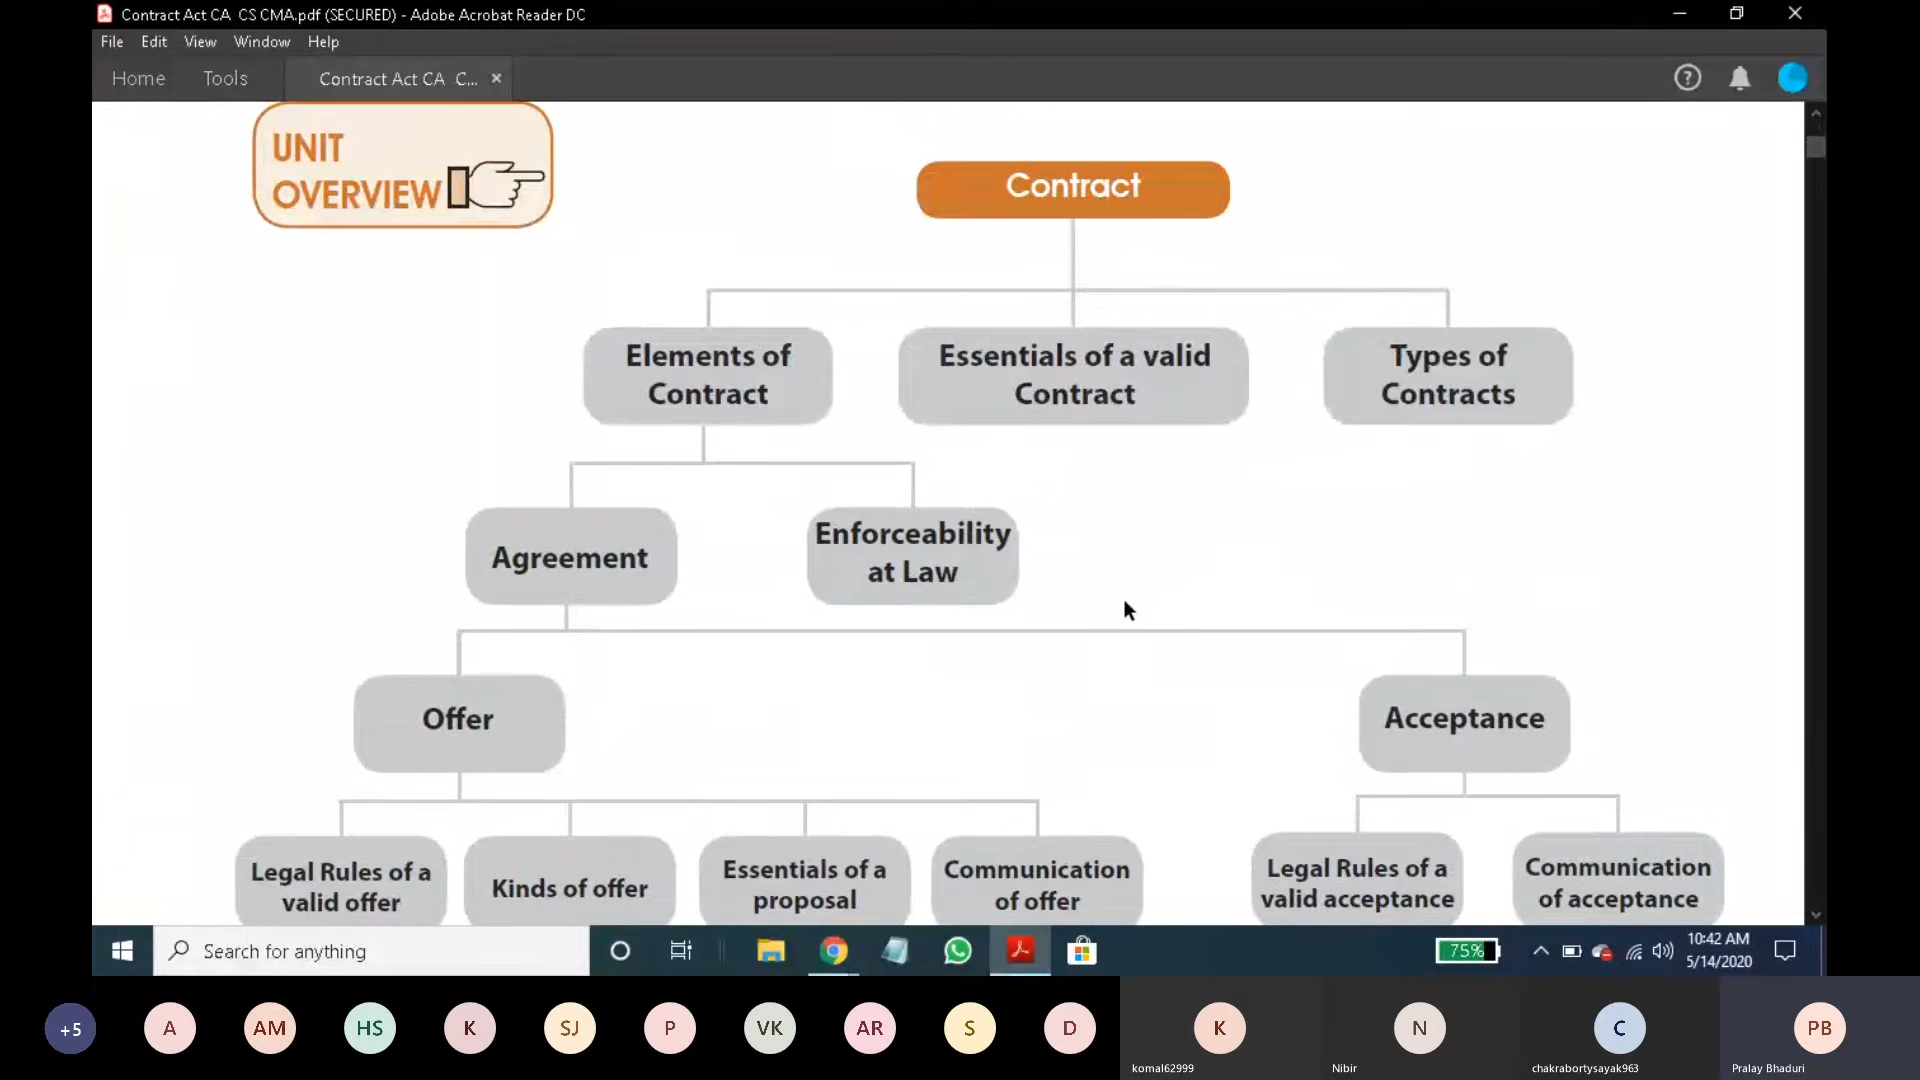 Contract Act CA CS CMA.pdf (SECURED) - Adobe Acrobat Reader DC
File Edit View Window Help
Home Tools Contract Act CA C... ×
UNIT
OVERVIEW
Contract
Elements of
Contract
Essentials of a valid
Contract
Types of
Contracts
Agreement
Enforceability
at Law
Offer
Acceptance
Legal Rules of a
valid offer
Kinds of offer
Essentials of a
proposal
Communication
of offer
Legal Rules of a
valid acceptance
Communication
of acceptance
Search for anything
75%
10:42 AM
5/14/2020
+5 A AM HS K SJ P VK AR S D K N C PB
komal62999 Nibir chakrabortysayak963 Pralay Bhaduri